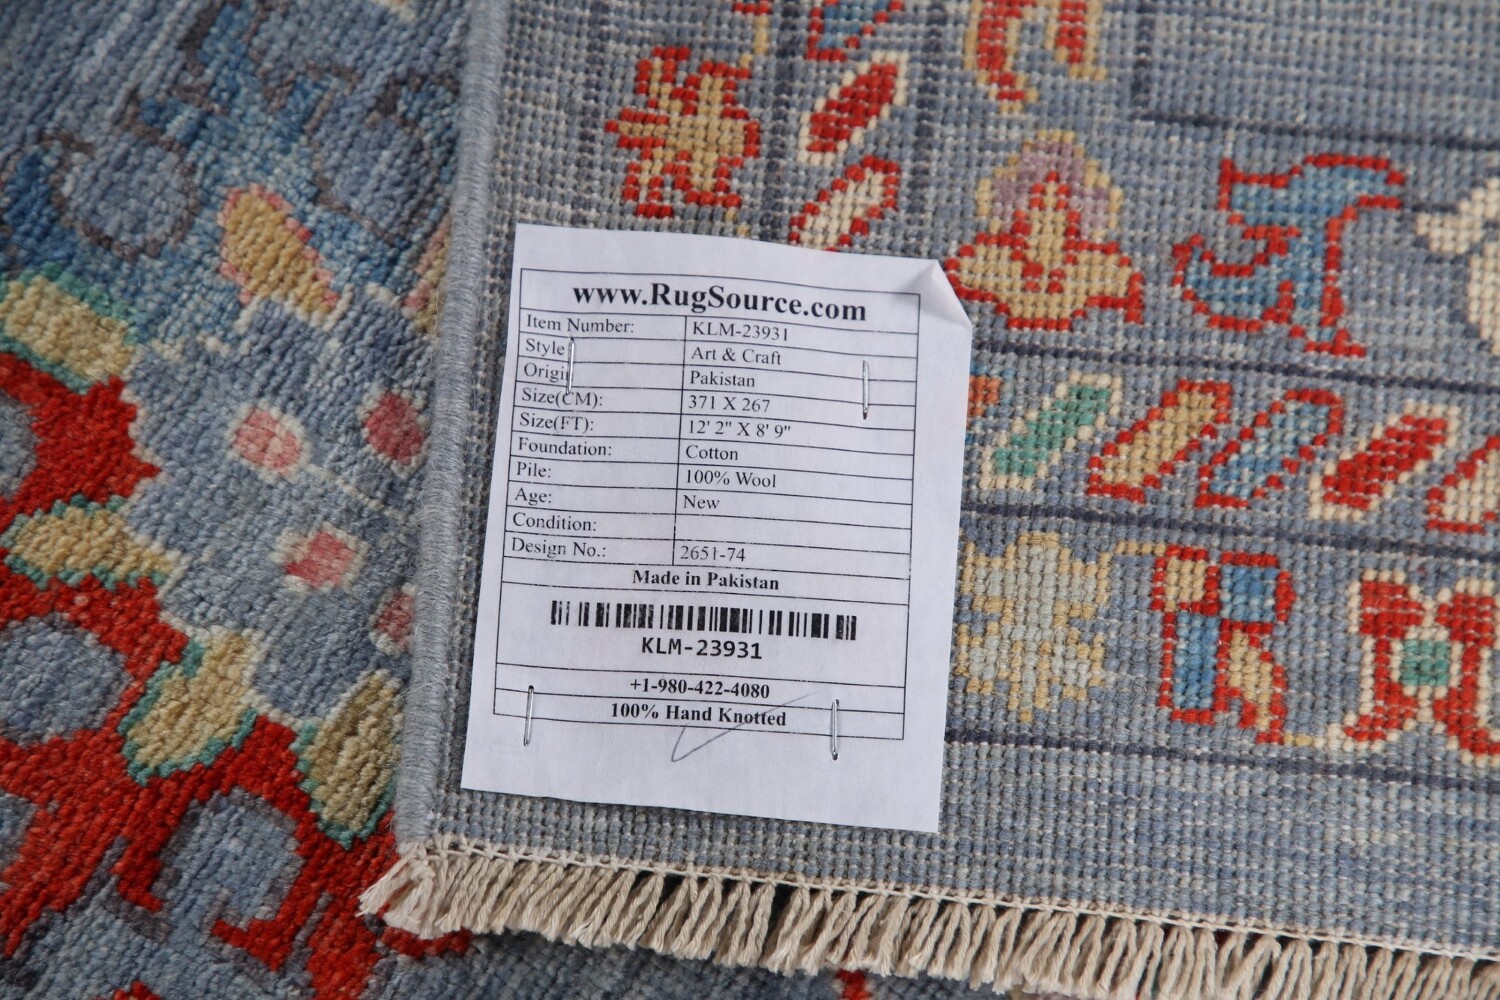 www.RugSource.com
Item Number: KLM-23931
Style Art & Craft
Origin Pakistan
Size(CM): 371 X 267
Size(FT): 12' 2" X 8' 9"
Foundation: Cotton
Pile: 100% Wool
Age: New
Condition:
Design No.: 2651-74
Made in Pakistan
KLM-23931
+1-980-422-4080
100% Hand Knotted